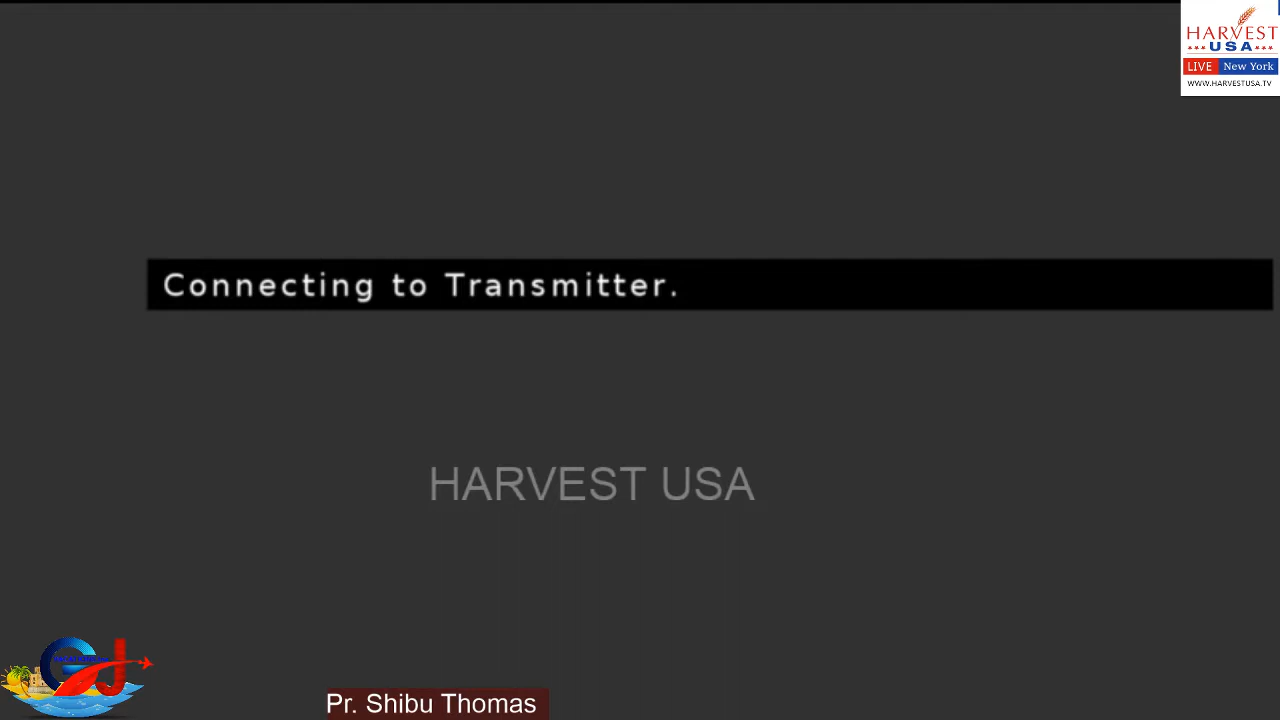 HARVEST
USA
LIVE New York
WWW.HARVESTUSA.TV
Connecting to Transmitter.
HARVEST USA
Pr. Shibu Thomas